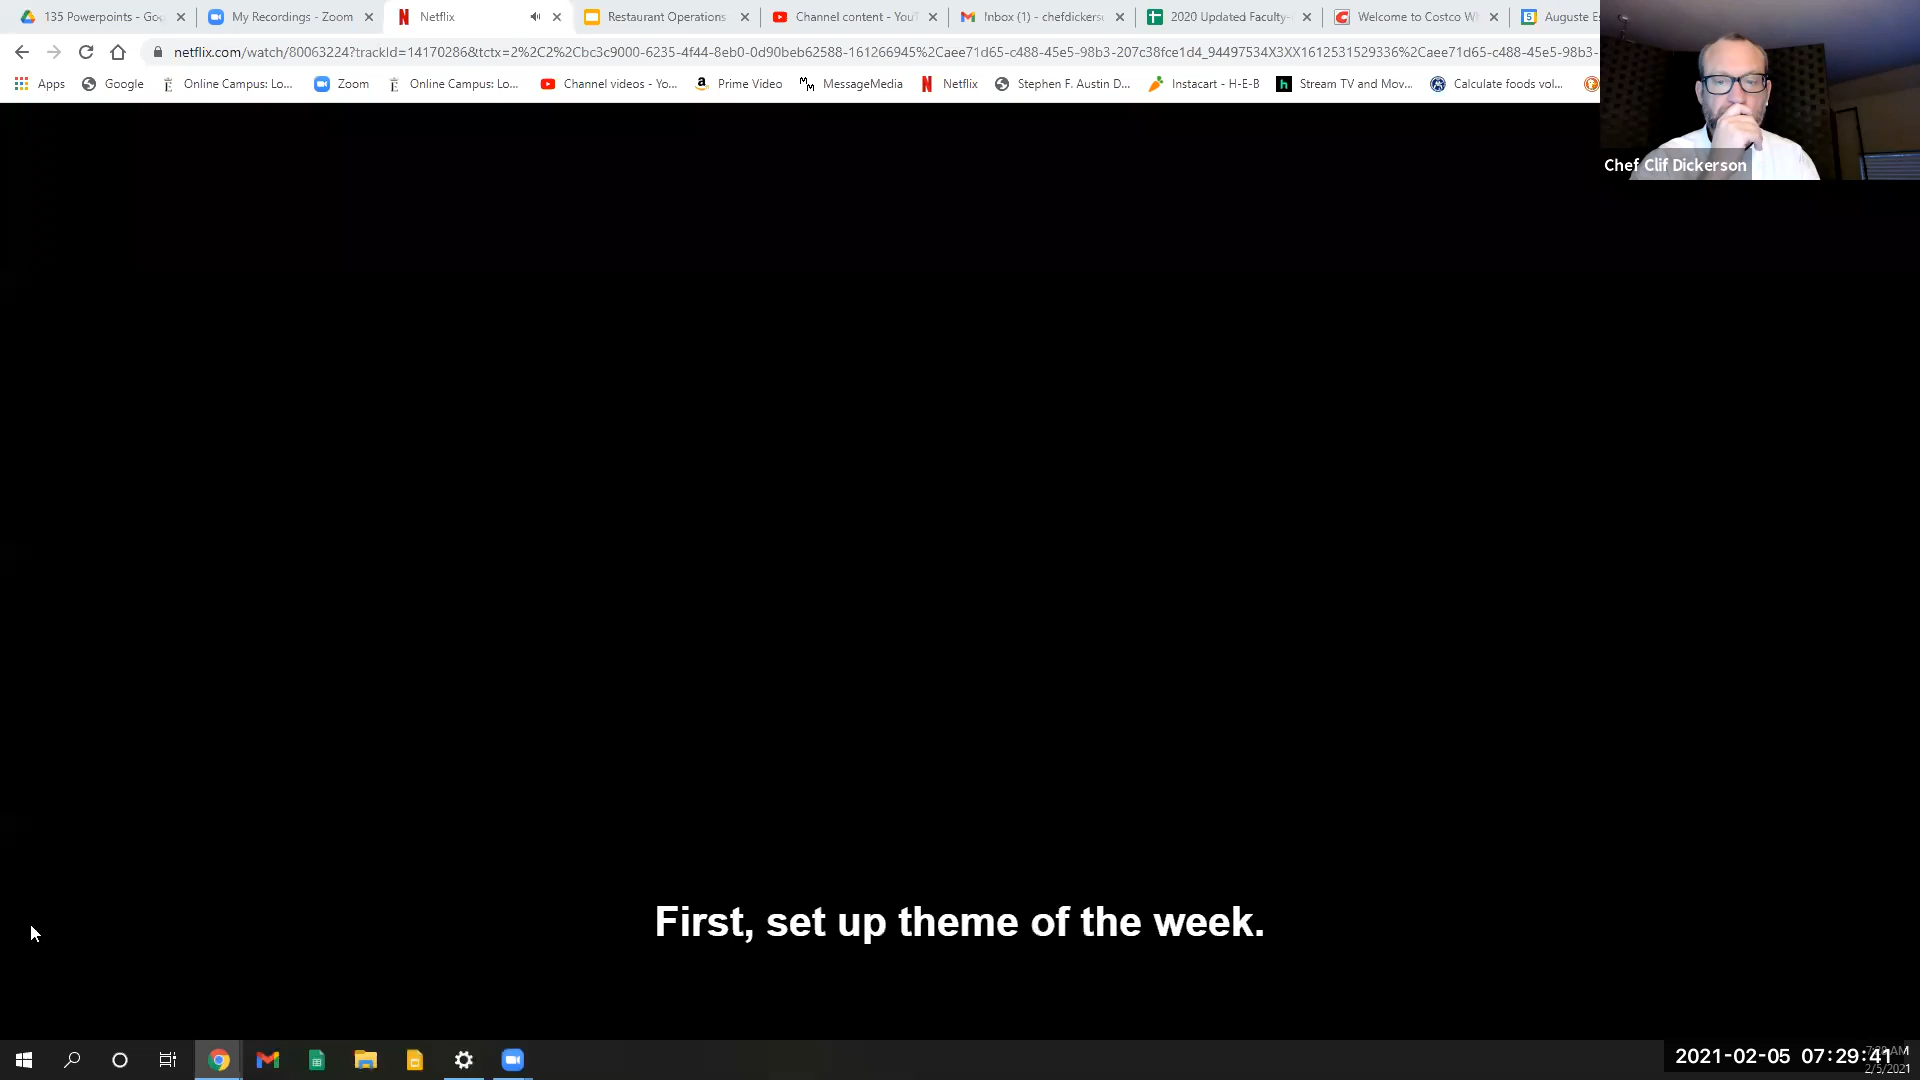 135 Powerpoints - Goo
My Recordings - Zoom
Netflix
Restaurant Operations
Channel content - YouT
Inbox (1) - chefdickers
2020 Updated Faculty-
Welcome to Costco Wh
Auguste Es
netflix.com/watch/80063224?trackId=14170286&tctx=2%2C2%2Cbc3c9000-6235-4f44-8eb0-0d90beb62588-161266945%2Caee71d65-c488-45e5-98b3-207c38fce1d4_94497534X3XX1612531529336%2Caee71d65-c488-45e5-98b3-
Apps
Google
Online Campus: Lo...
Zoom
Online Campus: Lo...
Channel videos - Yo...
Prime Video
MessageMedia
Netflix
Stephen F. Austin D...
Instacart - H-E-B
Stream TV and Mov...
Calculate foods vol...
Chef Clif Dickerson
First, set up theme of the week.
2021-02-05 07:29:41
2/5/2021